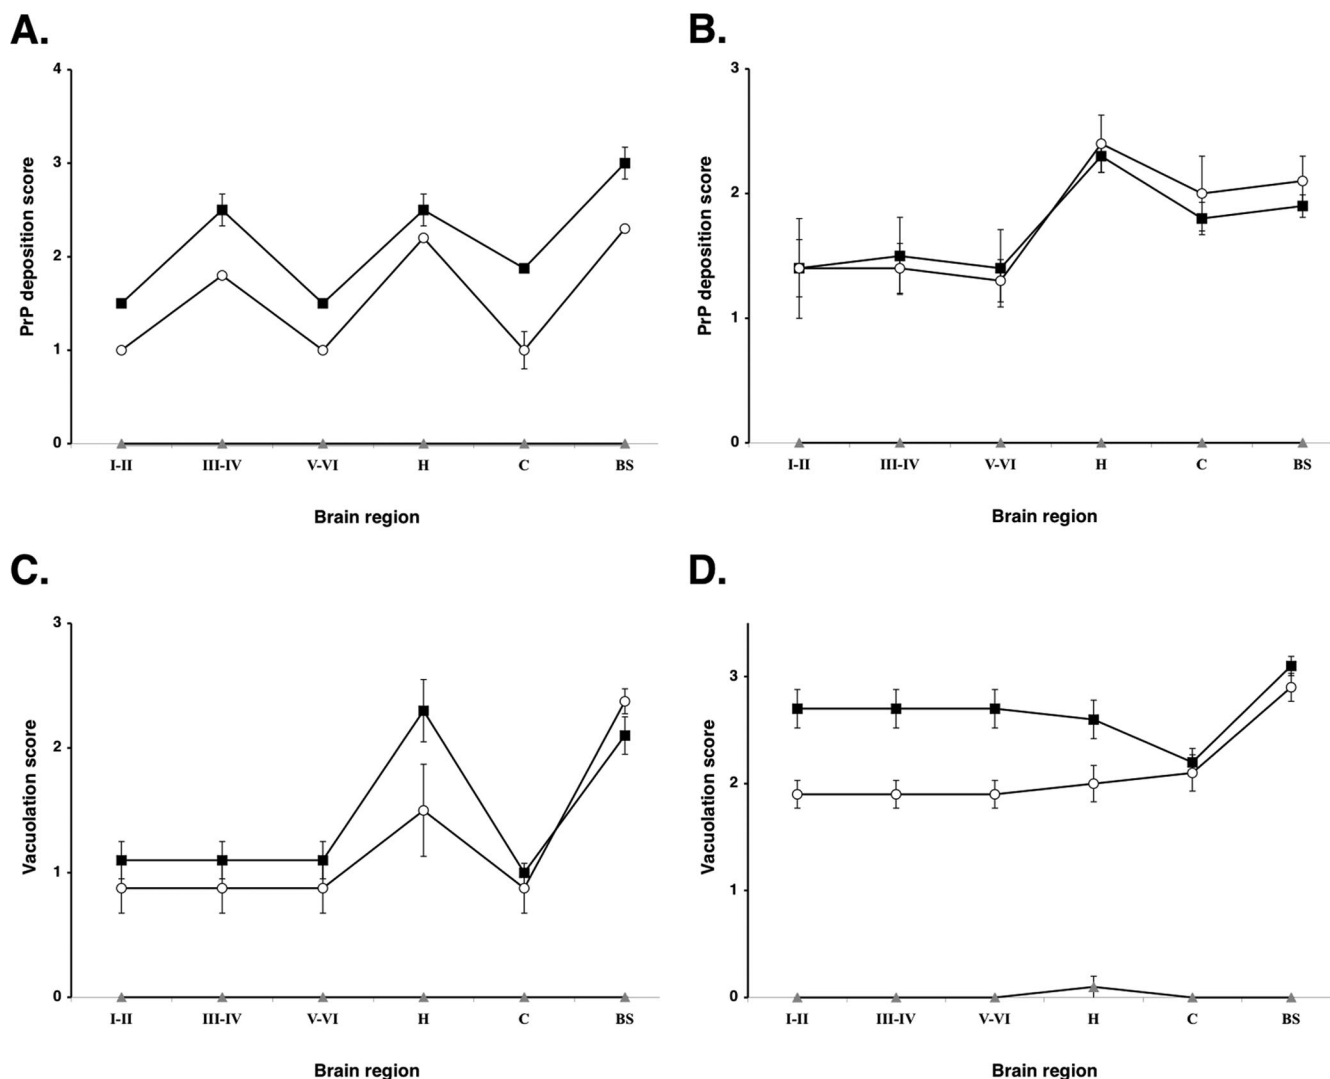 A.
4
3
2
1
0
PrP deposition score
I-II III-IV V-VI H C BS
Brain region
B.
3
2
1
0
PrP deposition score
I-II III-IV V-VI H C BS
Brain region
C.
3
2
1
0
Vacuolation score
I-II III-IV V-VI H C BS
Brain region
D.
3
2
1
0
Vacuolation score
I-II III-IV V-VI H C BS
Brain region